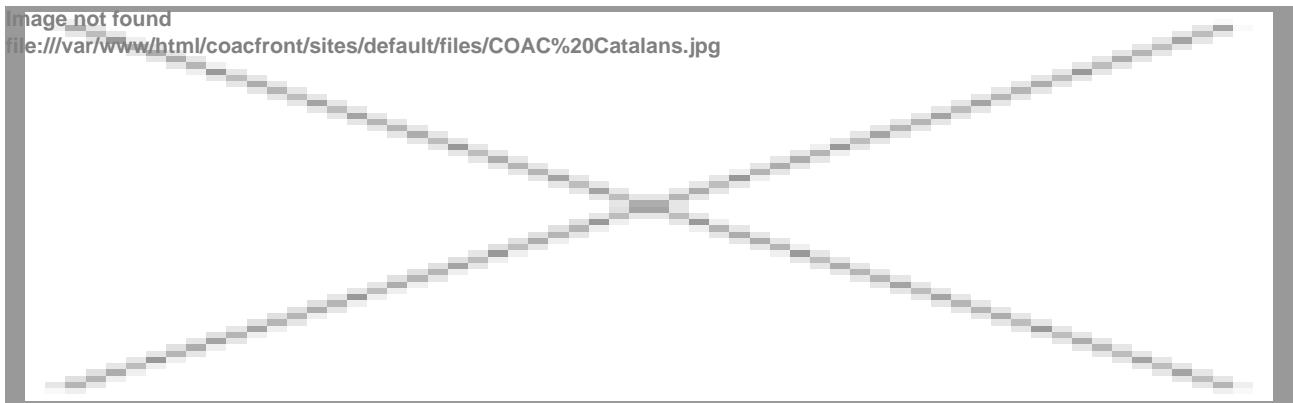 Image not found
file:///var/www/html/coacfront/sites/default/files/COAC%20Catalans.jpg